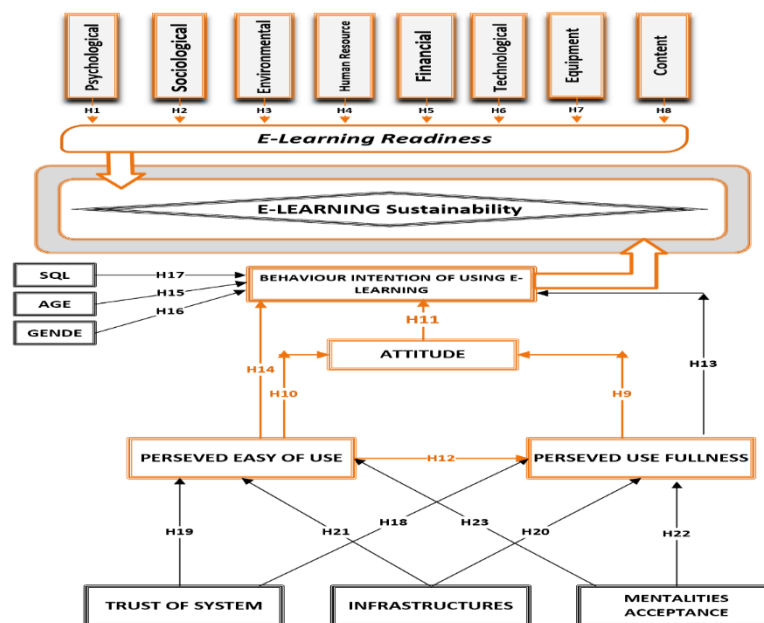 Psychological
Sociological
Environmental
Human Resource
Financial
Technological
Equipment
Content
H1
H2
H3
H4
H5
H6
H7
H8
E-Learning Readiness
E-LEARNING Sustainability
SQL
H17
BEHAVIOUR INTENTION OF USING E-
LEARNING
AGE
H15
H16
GENDE
H11
ATTITUDE
H14
H10
H9
H13
PERSEVED EASY OF USE
H12
PERSEVED USE FULLNESS
H19
H21
H18
H23
H20
H22
TRUST OF SYSTEM
INFRASTRUCTURES
MENTALITIES
ACCEPTANCE